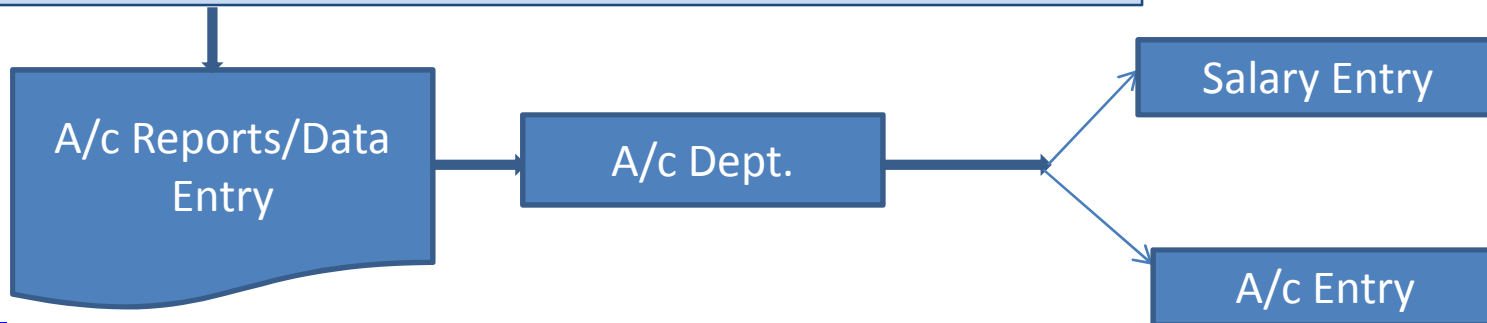 A/c Reports/Data
Entry
A/c Dept.
Salary Entry
A/c Entry